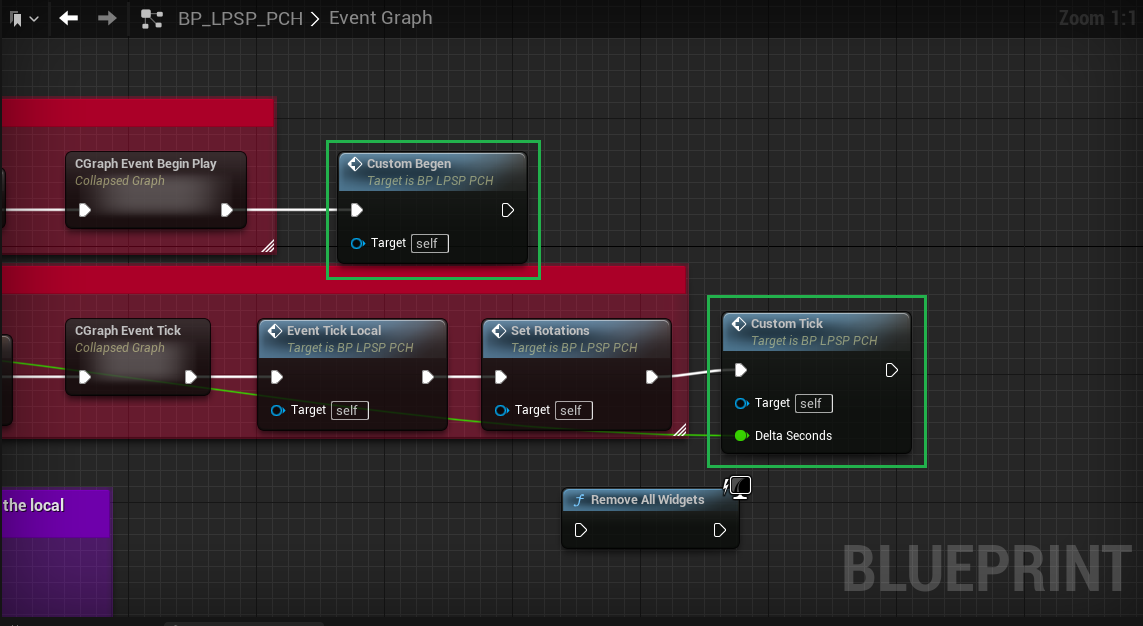 BP_LPSP_PCH > Event Graph
Zoom 1:1
CGraph Event Begin Play
Collapsed Graph
Custom Begen
Target is BP LPSP PCH
Target self
CGraph Event Tick
Collapsed Graph
Event Tick Local
Target is BP LPSP PCH
Target self
Set Rotations
Target is BP LPSP PCH
Target self
Custom Tick
Target is BP LPSP PCH
Target self
Delta Seconds
the local
f Remove All Widgets
BLUEPRINT